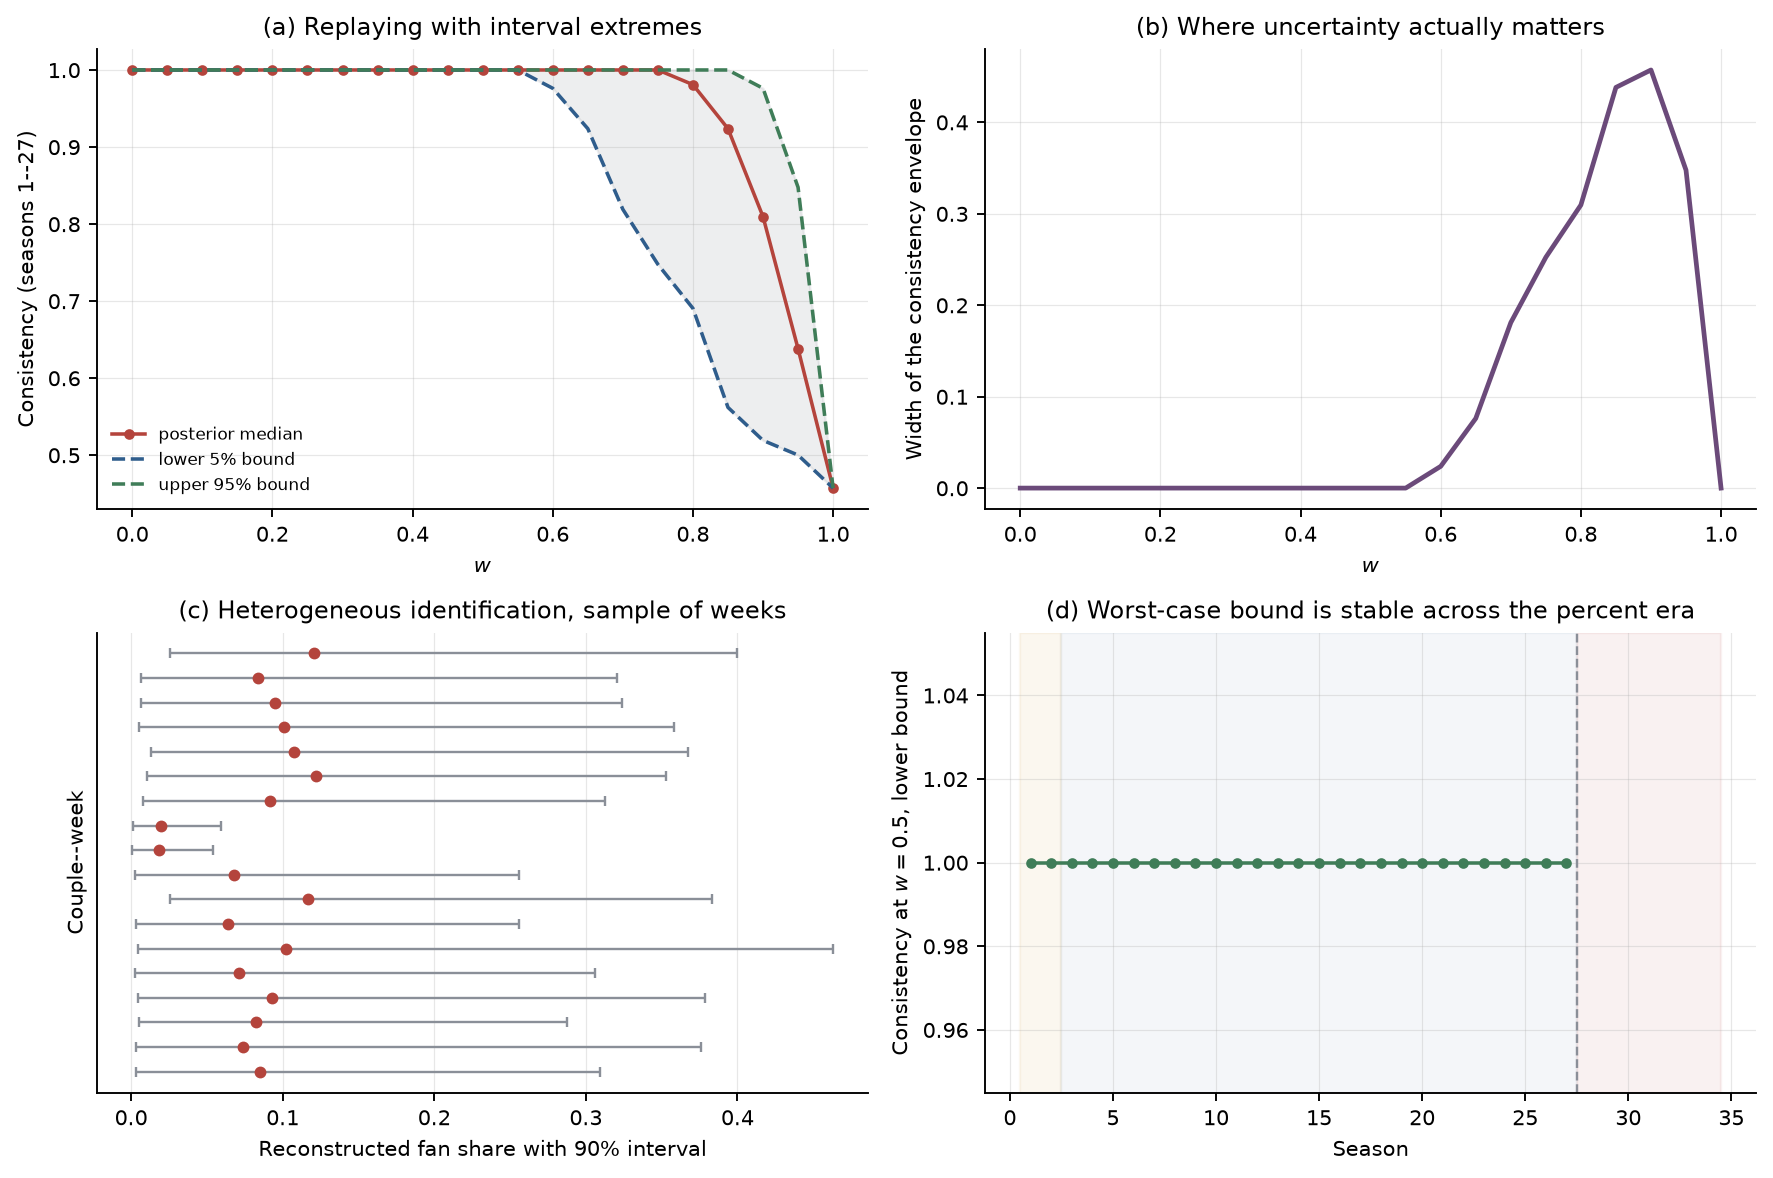 (a) Replaying with interval extremes
Consistency (seasons 1--27)
1.0
0.9
0.8
0.7
0.6
0.5
posterior median
lower 5% bound
upper 95% bound
0.0 0.2 0.4 0.6 0.8 1.0
w
(b) Where uncertainty actually matters
Width of the consistency envelope
0.4
0.3
0.2
0.1
0.0
0.0 0.2 0.4 0.6 0.8 1.0
w
(c) Heterogeneous identification, sample of weeks
Couple--week
0.0 0.1 0.2 0.3 0.4
Reconstructed fan share with 90% interval
(d) Worst-case bound is stable across the percent era
Consistency at w = 0.5, lower bound
1.04
1.02
1.00
0.98
0.96
0 5 10 15 20 25 30 35
Season